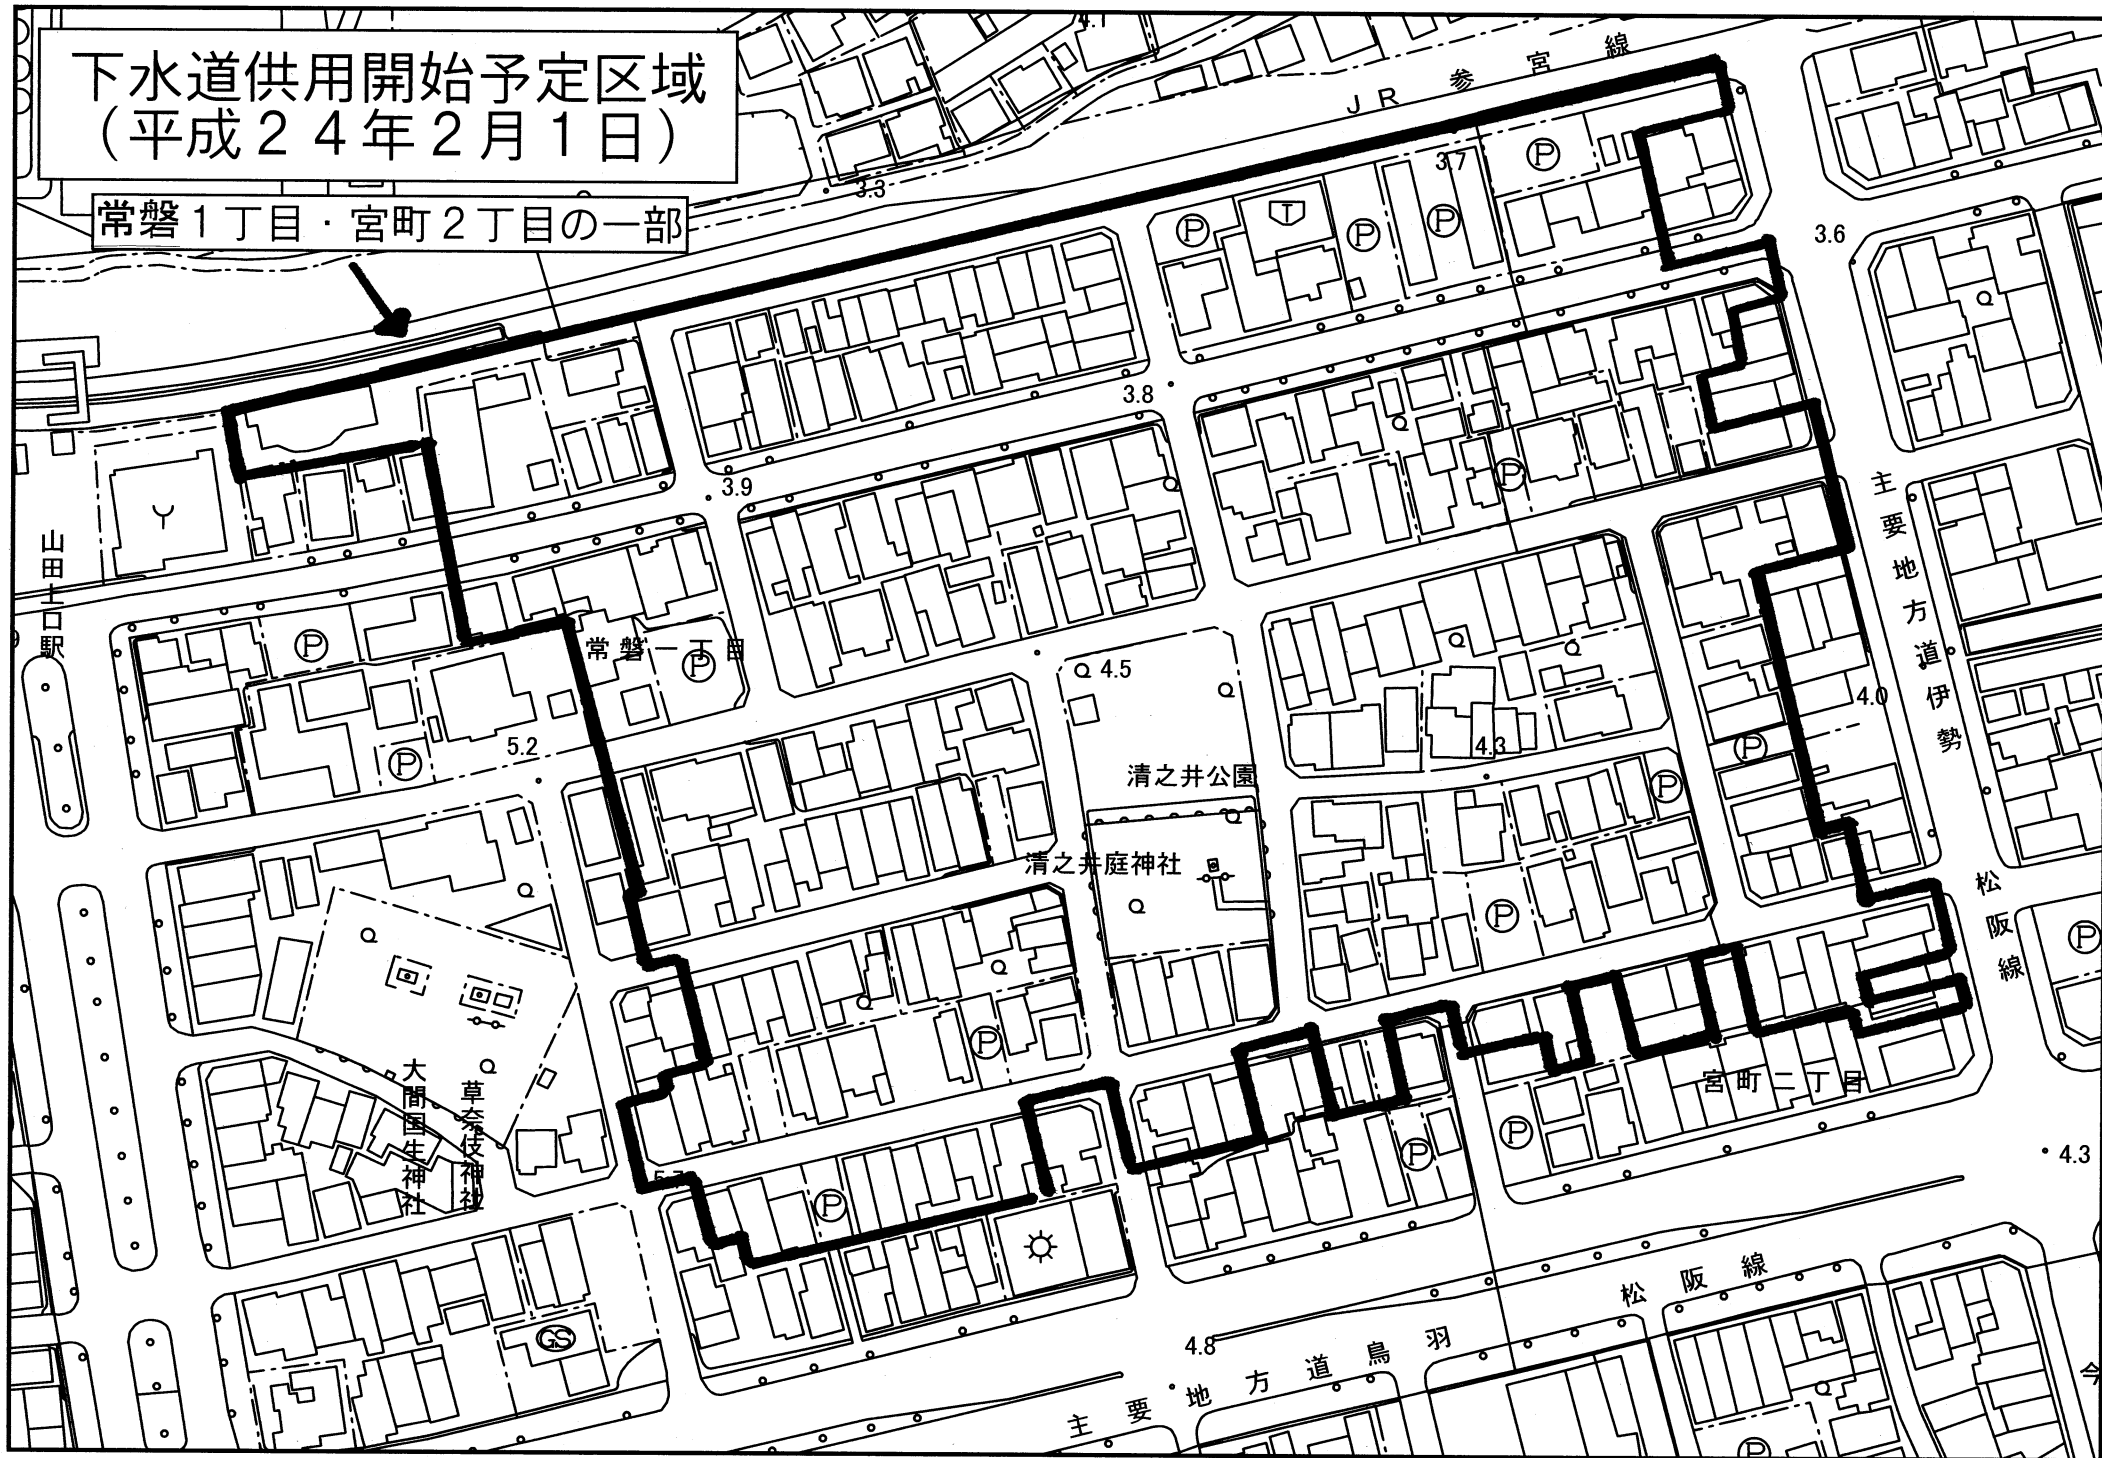 下水道供用開始予定区域
（平成２４年２月１日）
常磐１丁目・宮町２丁目の一部
4.1
JR 参宮線
3.3
3.7
P
P
T
P
P
3.6
3.8
3.9
P
主要地方道伊勢
松阪線
山田上口駅
常磐一丁目
P
P
4.5
5.2
P
4.3
4.0
P
P
清之井公園
清之井庭神社
P
P
P
大間国生神社
草奈伎神社
宮町二丁目
P
P
P
4.3
GS
4.8
松阪線
主要地方道鳥羽
P
今